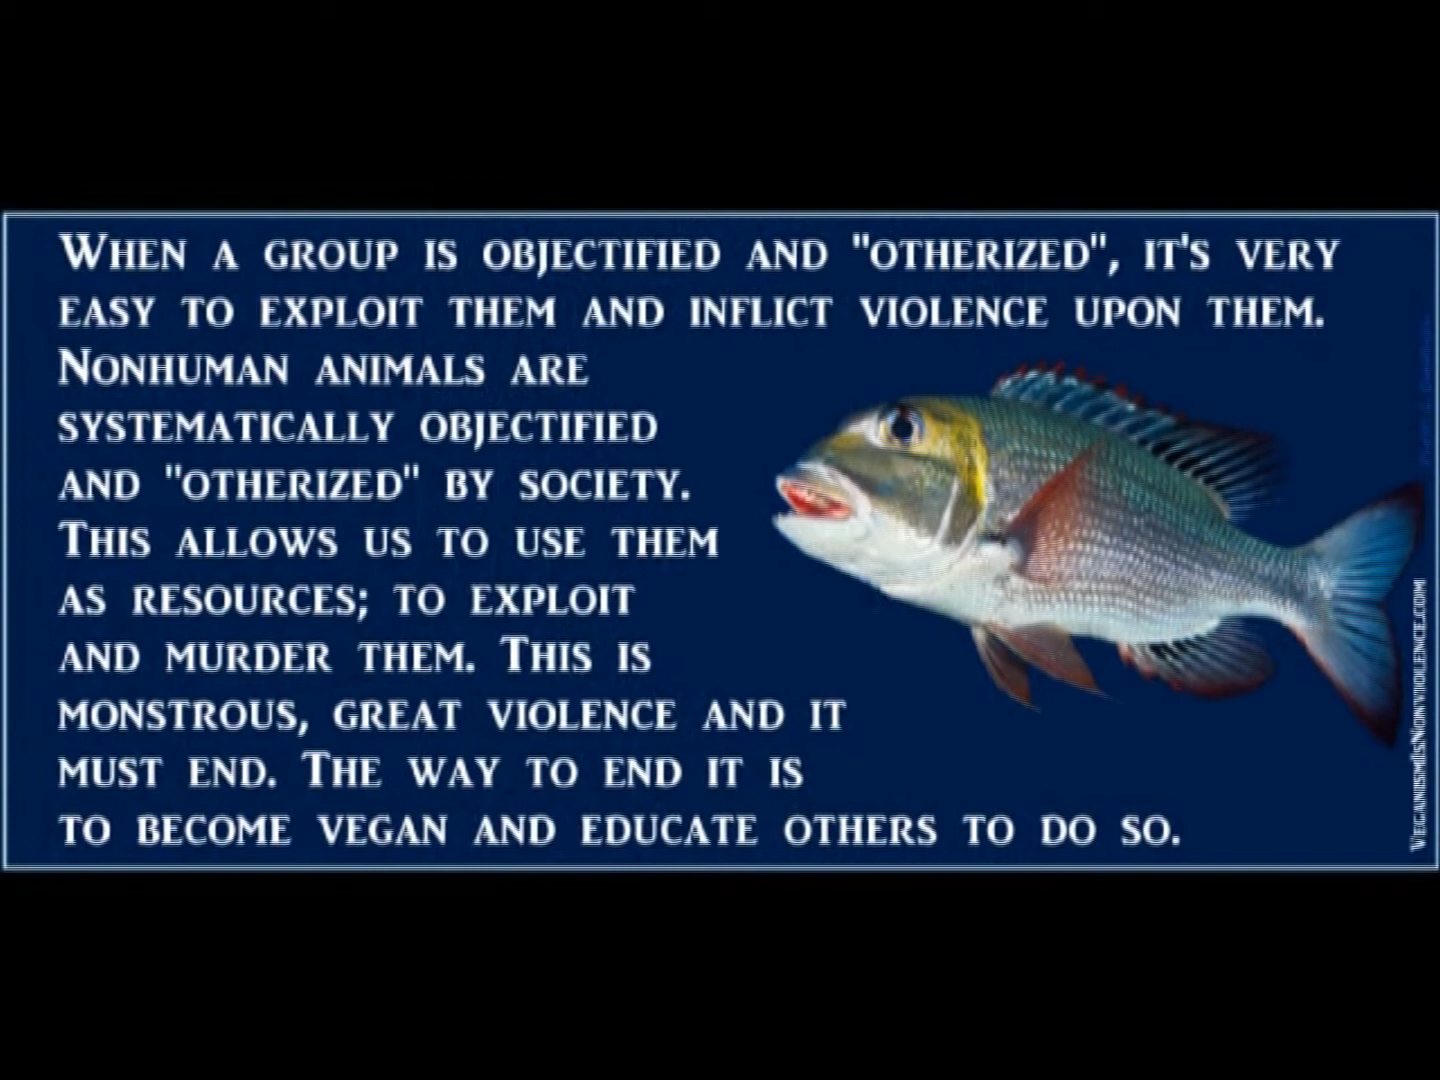 When a group is objectified and "otherized", it's very
easy to exploit them and inflict violence upon them.
Nonhuman animals are
systematically objectified
and "otherized" by society.
This allows us to use them
as resources; to exploit
and murder them. This is
monstrous, great violence and it
must end. The way to end it is
to become vegan and educate others to do so.
VeganismIsNonviolence.com